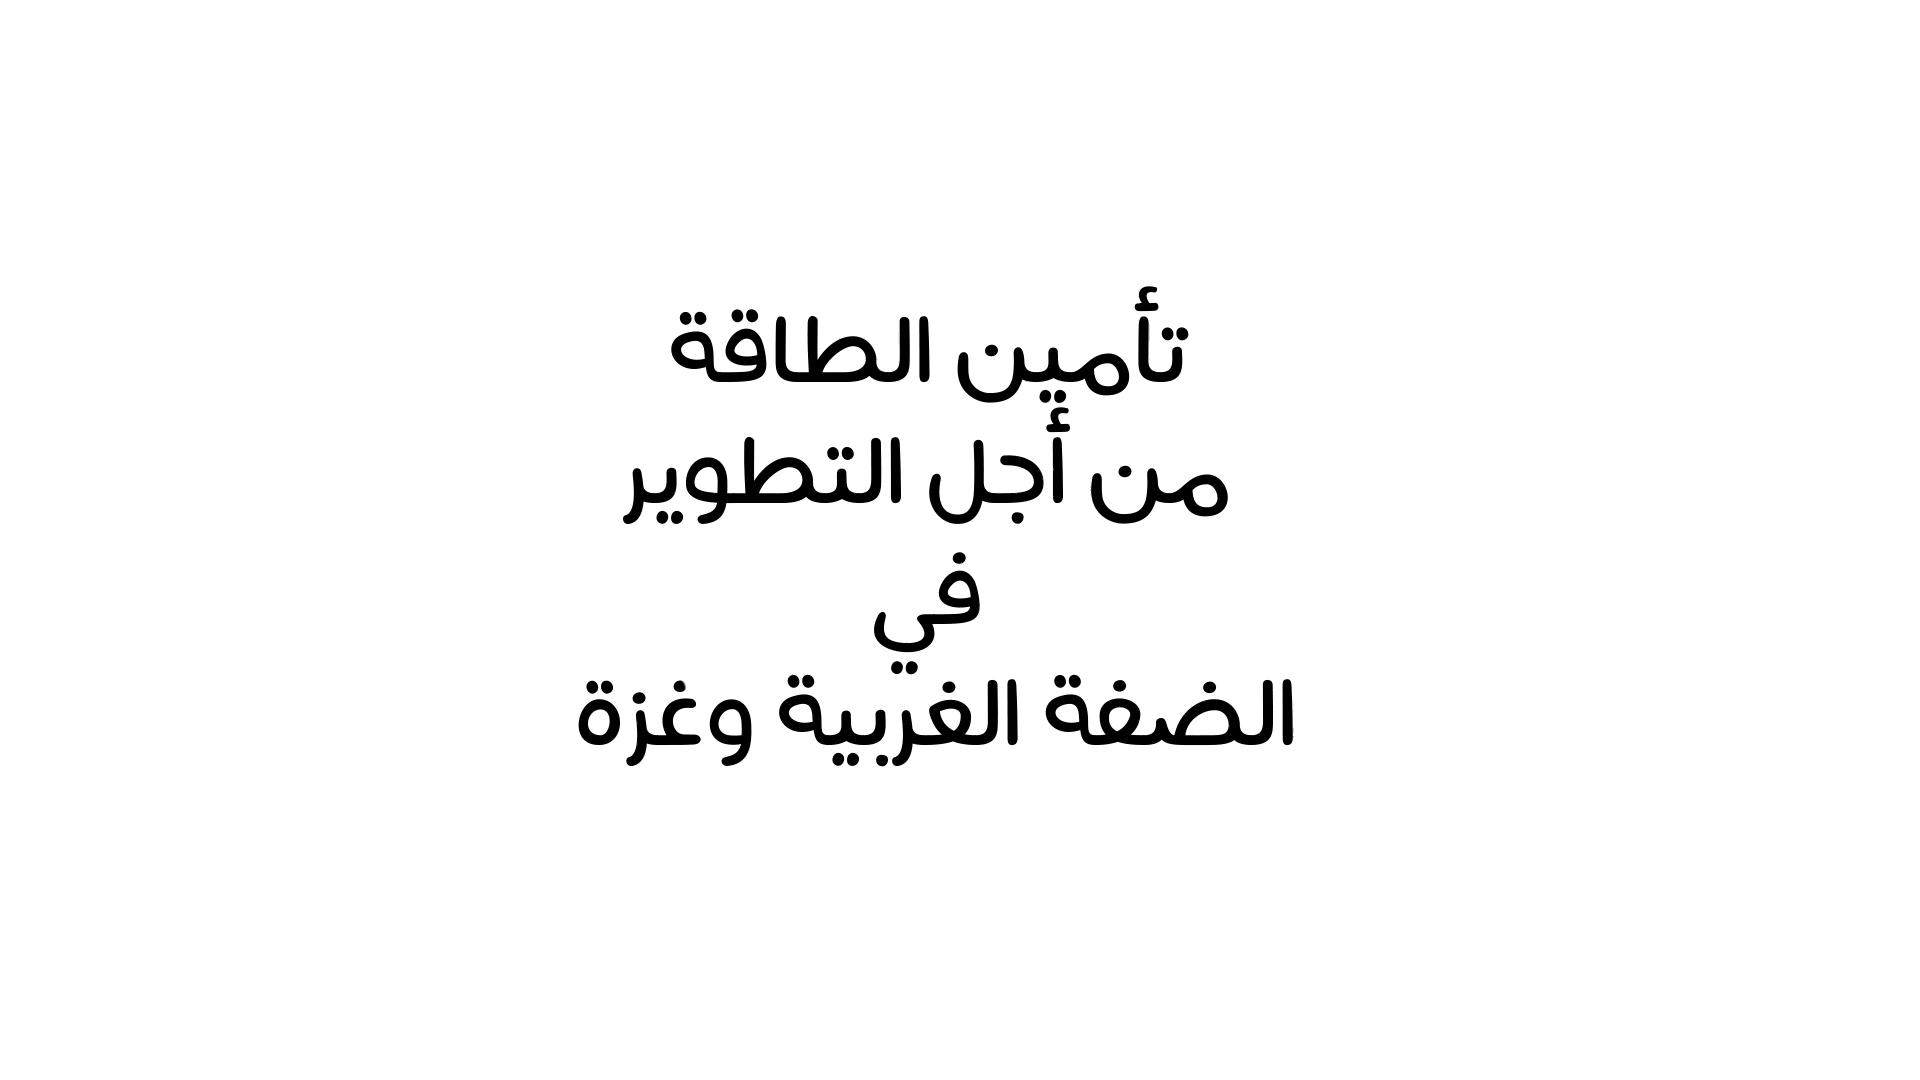 تأمين الطاقة
من أجل التطوير
في
الضفة الغربية وغزة